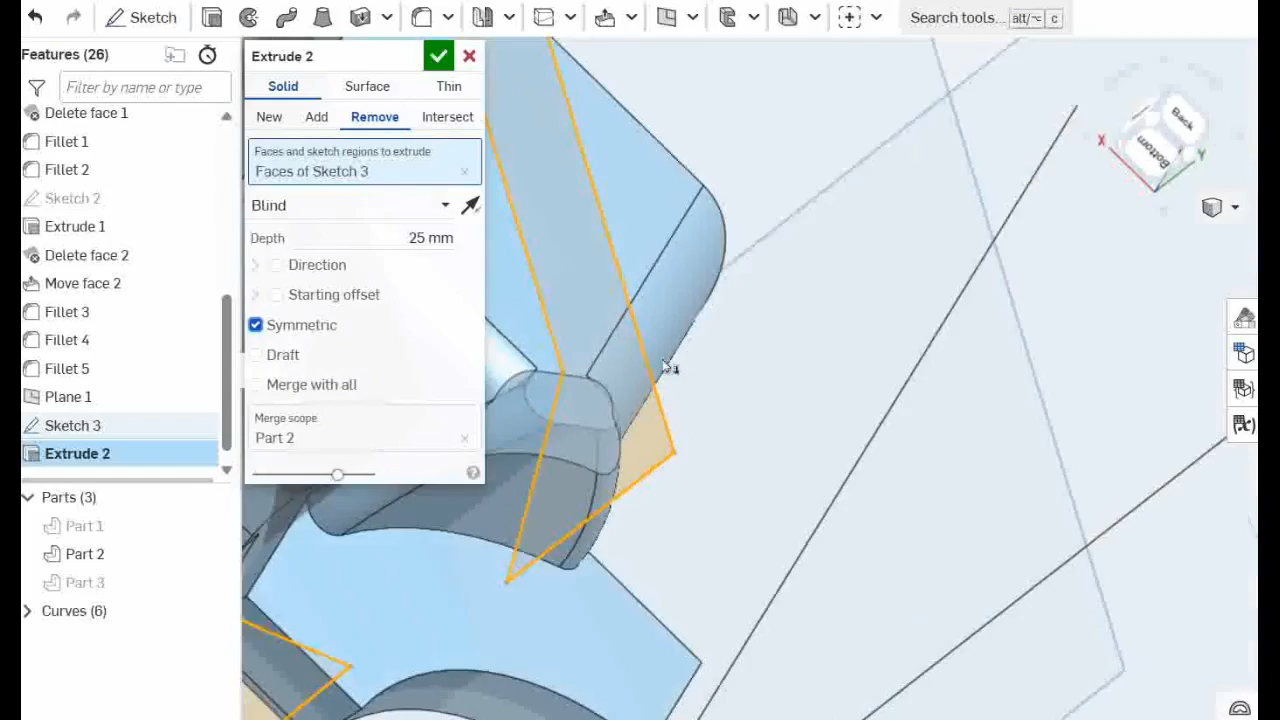 Sketch
Search tools... alt/⌥ c
Features (26)
Filter by name or type
Delete face 1
Fillet 1
Fillet 2
Sketch 2
Extrude 1
Delete face 2
Move face 2
Fillet 3
Fillet 4
Fillet 5
Plane 1
Sketch 3
Extrude 2
Parts (3)
Part 1
Part 2
Part 3
Curves (6)
Extrude 2
Solid Surface Thin
New Add Remove Intersect
Faces and sketch regions to extrude
Faces of Sketch 3
Blind
Depth 25 mm
Direction
Starting offset
Symmetric
Draft
Merge with all
Merge scope
Part 2
Back
X Bottom Y
(x)